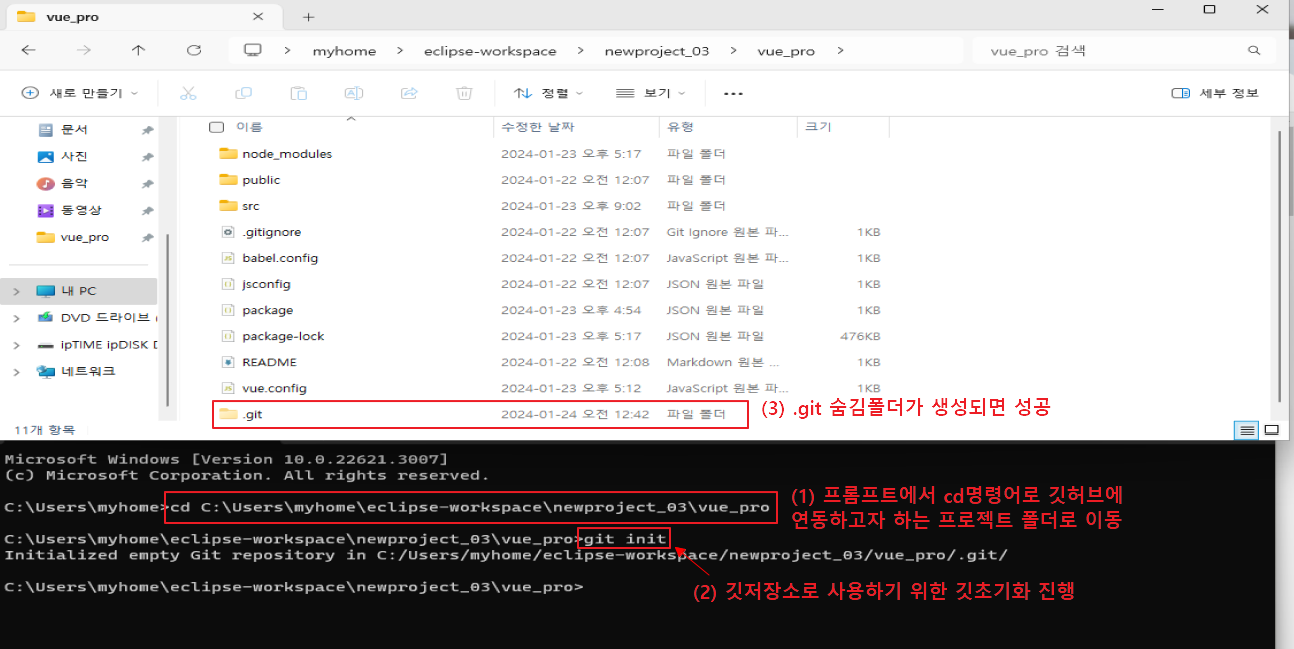 vue_pro
myhome > eclipse-workspace > newproject_03 > vue_pro >
vue_pro 검색
새로 만들기
정렬
보기
세부 정보
문서
사진
음악
동영상
vue_pro
내 PC
DVD 드라이브 (
ipTIME ipDISK D
네트워크
이름 수정한 날짜 유형 크기
node_modules 2024-01-23 오후 5:17 파일 폴더
public 2024-01-22 오전 12:07 파일 폴더
src 2024-01-23 오후 9:02 파일 폴더
.gitignore 2024-01-22 오전 12:07 Git Ignore 원본 파... 1KB
babel.config 2024-01-22 오전 12:07 JavaScript 원본 파... 1KB
jsconfig 2024-01-22 오전 12:07 JSON 원본 파일 1KB
package 2024-01-23 오후 4:54 JSON 원본 파일 1KB
package-lock 2024-01-23 오후 5:17 JSON 원본 파일 476KB
README 2024-01-22 오전 12:08 Markdown 원본 ... 1KB
vue.config 2024-01-23 오후 5:12 JavaScript 원본 파... 1KB
.git 2024-01-24 오전 12:42 파일 폴더
(3) .git 숨김폴더가 생성되면 성공
11개 항목
Microsoft Windows [Version 10.0.22621.3007]
(c) Microsoft Corporation. All rights reserved.
C:\Users\myhome>cd C:\Users\myhome\eclipse-workspace\newproject_03\vue_pro
(1) 프롬프트에서 cd명령어로 깃허브에
연동하고자 하는 프로젝트 폴더로 이동
C:\Users\myhome\eclipse-workspace\newproject_03\vue_pro>git init
Initialized empty Git repository in C:/Users/myhome/eclipse-workspace/newproject_03/vue_pro/.git/
C:\Users\myhome\eclipse-workspace\newproject_03\vue_pro>
(2) 깃저장소로 사용하기 위한 깃초기화 진행